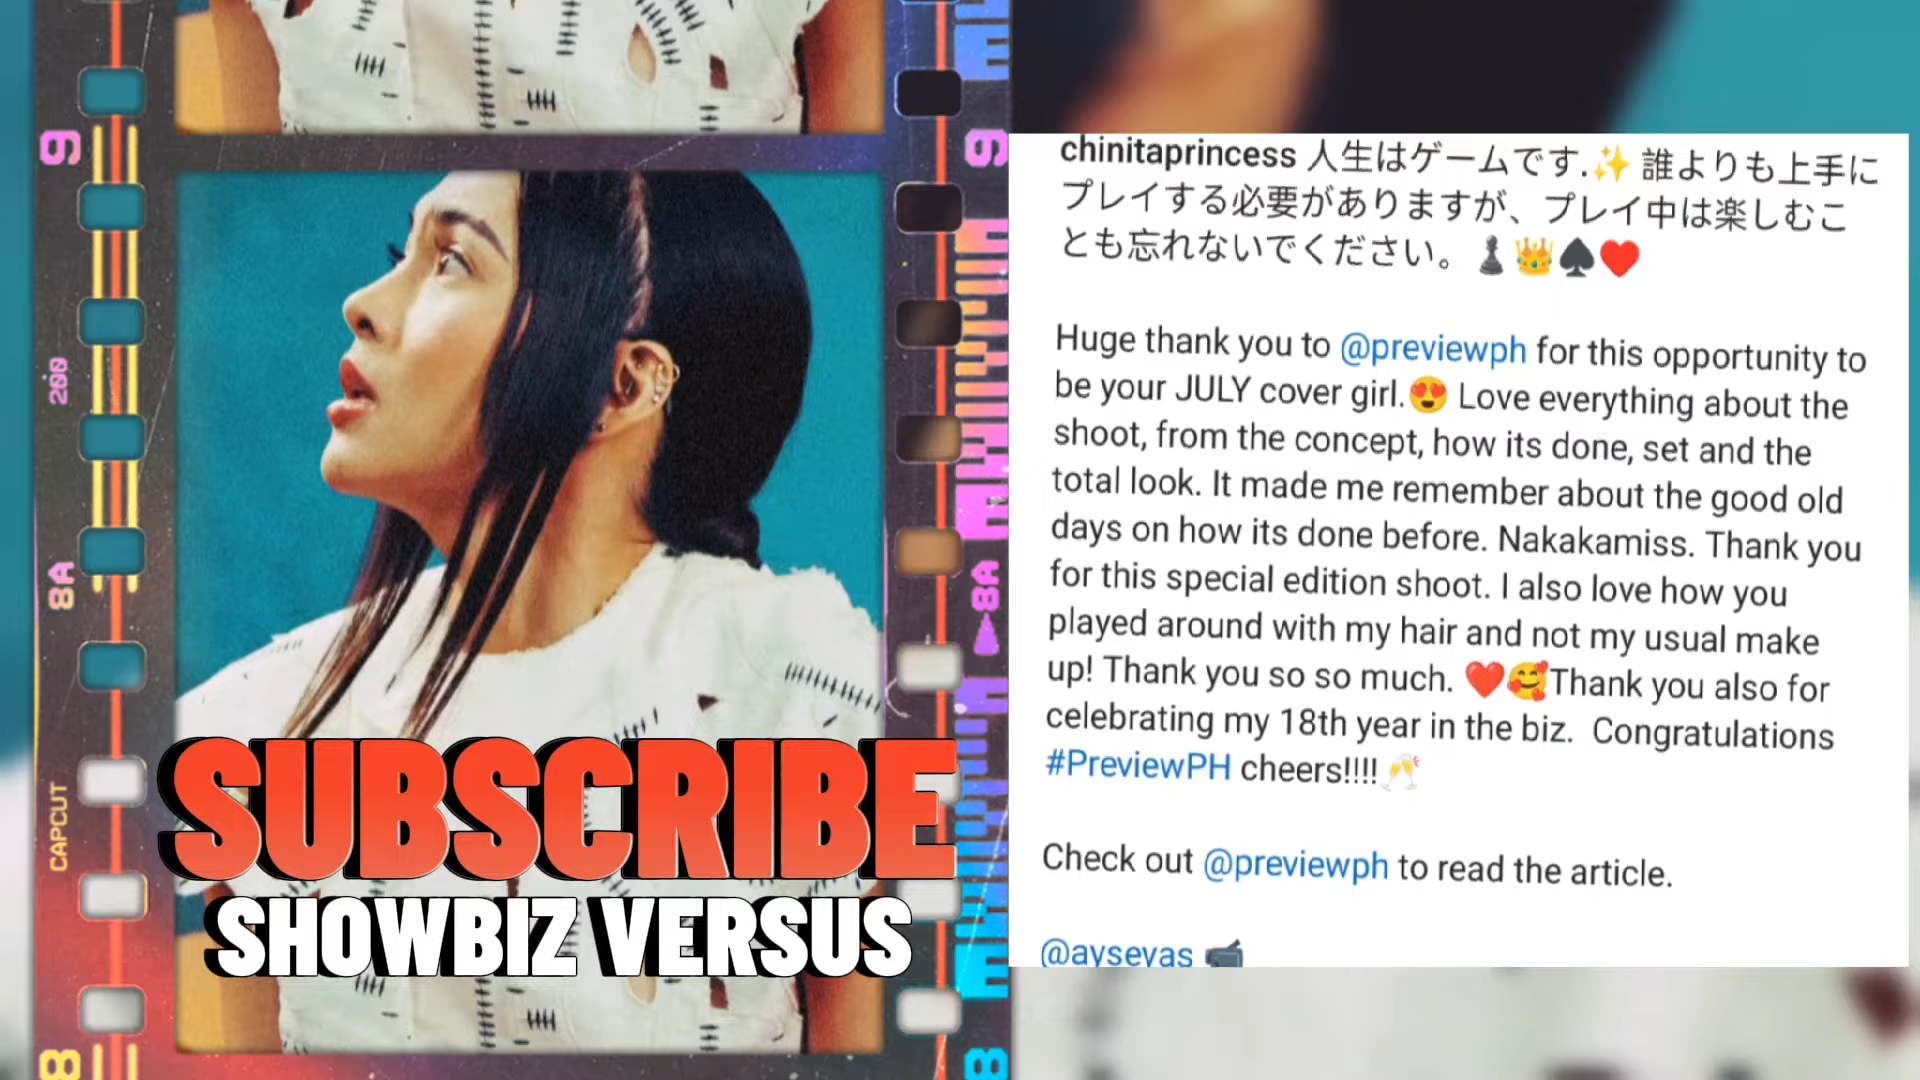 9
200
8A
CAPCUT
8
SUBSCRIBE
SHOWBIZ VERSUS
9
8A
8
chinitaprincess 人生はゲームです.✨ 誰よりも上手に
プレイする必要がありますが、プレイ中は楽しむこ
とも忘れないでください。♟️👑♠️♥️
Huge thank you to @previewph for this opportunity to
be your JULY cover girl.😍 Love everything about the
shoot, from the concept, how its done, set and the
total look. It made me remember about the good old
days on how its done before. Nakakamiss. Thank you
for this special edition shoot. I also love how you
played around with my hair and not my usual make
up! Thank you so so much. ❤️🥰Thank you also for
celebrating my 18th year in the biz. Congratulations
#PreviewPH cheers!!!!🥂
Check out @previewph to read the article.
@aysevas 📹